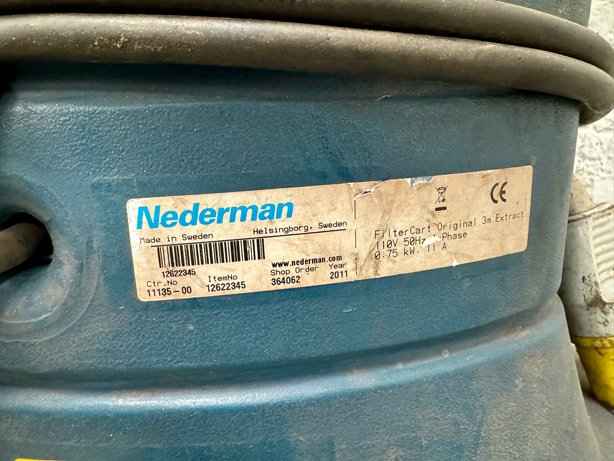 Nederman
Made in Sweden Helsingborg, Sweden
12622345
www.nederman.com
Ctr.No ItemNo Shop Order Year
11135-00 12622345 364062 2011
CE
FilterCart Original 3m Extract
110V 50Hz 1-Phase
0.75 kW, 11 A